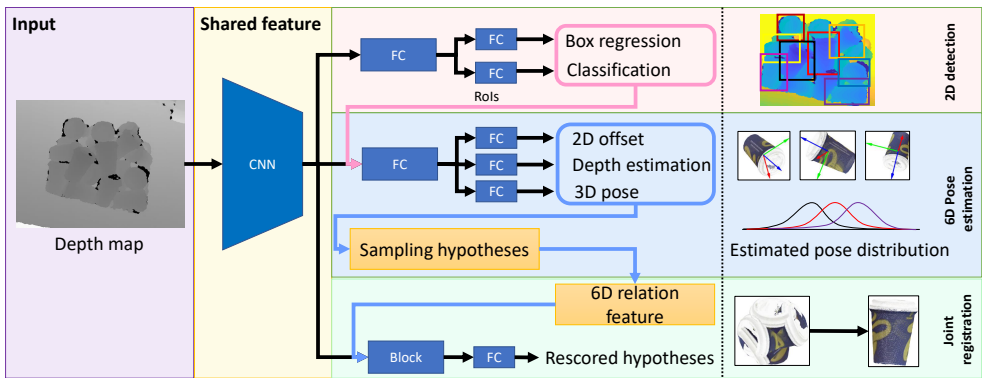 Input
Shared feature
Depth map
CNN
FC
FC
FC
Box regression
Classification
RoIs
2D detection
FC
FC
FC
FC
2D offset
Depth estimation
3D pose
Sampling hypotheses
Estimated pose distribution
6D Pose
estimation
6D relation
feature
Block
FC
Rescored hypotheses
Joint
registration